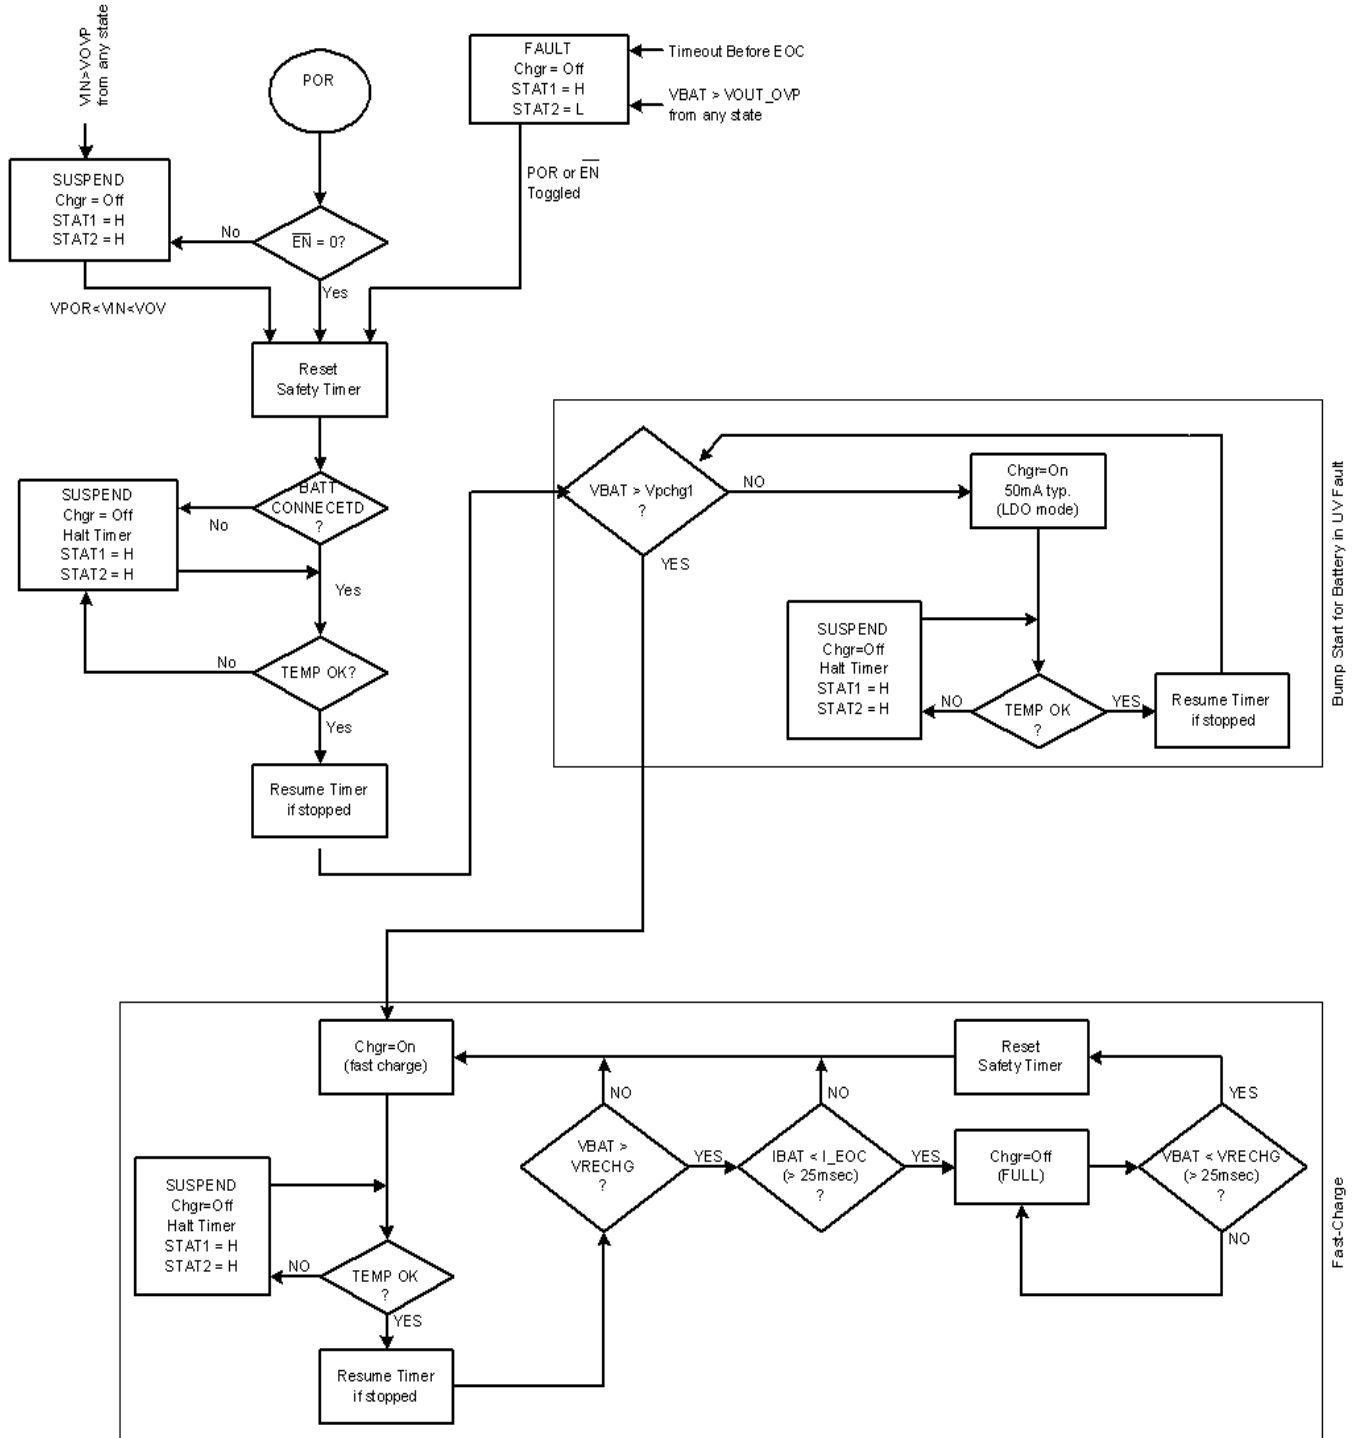 VIN>VOVP
from any state
POR
FAULT
Chgr = Off
STAT1 = H
STAT2 = L
Timeout Before EOC
VBAT > VOUT_OVP
from any state
SUSPEND
Chgr = Off
STAT1 = H
STAT2 = H
No
EN = 0?
POR or EN
Toggled
Yes
VPOR<VIN<VOV
Reset
Safety Timer
BATT
CONNECETD
?
No
SUSPEND
Chgr = Off
Halt Timer
STAT1 = H
STAT2 = H
Yes
No
TEMP OK?
Yes
Resume Timer
if stopped
VBAT > Vpchg1
?
NO
YES
Chgr=On
50mA typ.
(LDO mode)
SUSPEND
Chgr=Off
Halt Timer
STAT1 = H
STAT2 = H
NO
TEMP OK
?
YES
Resume Timer
if stopped
Bump Start for Battery in UV Fault
Chgr=On
(fast charge)
Reset
Safety Timer
NO
NO
YES
VBAT >
VRECHG
?
YES
IBAT < I_EOC
(> 25msec)
?
YES
Chgr=Off
(FULL)
VBAT < VRECHG
(> 25msec)
?
NO
SUSPEND
Chgr=Off
Halt Timer
STAT1 = H
STAT2 = H
NO
TEMP OK
?
YES
Resume Timer
if stopped
Fast-Charge